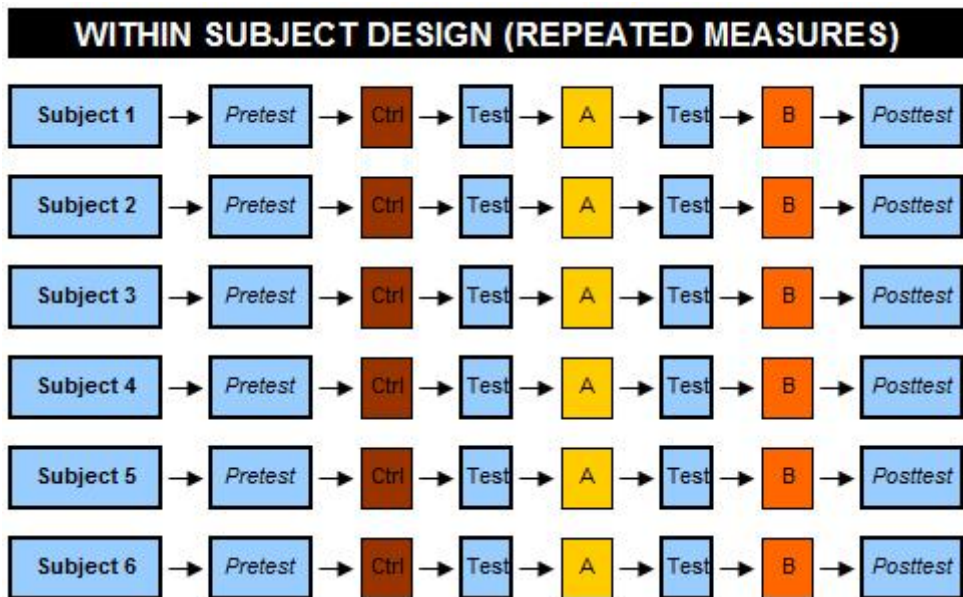 WITHIN SUBJECT DESIGN (REPEATED MEASURES)
Subject 1 Pretest Ctrl Test A Test B Posttest
Subject 2 Pretest Ctrl Test A Test B Posttest
Subject 3 Pretest Ctrl Test A Test B Posttest
Subject 4 Pretest Ctrl Test A Test B Posttest
Subject 5 Pretest Ctrl Test A Test B Posttest
Subject 6 Pretest Ctrl Test A Test B Posttest